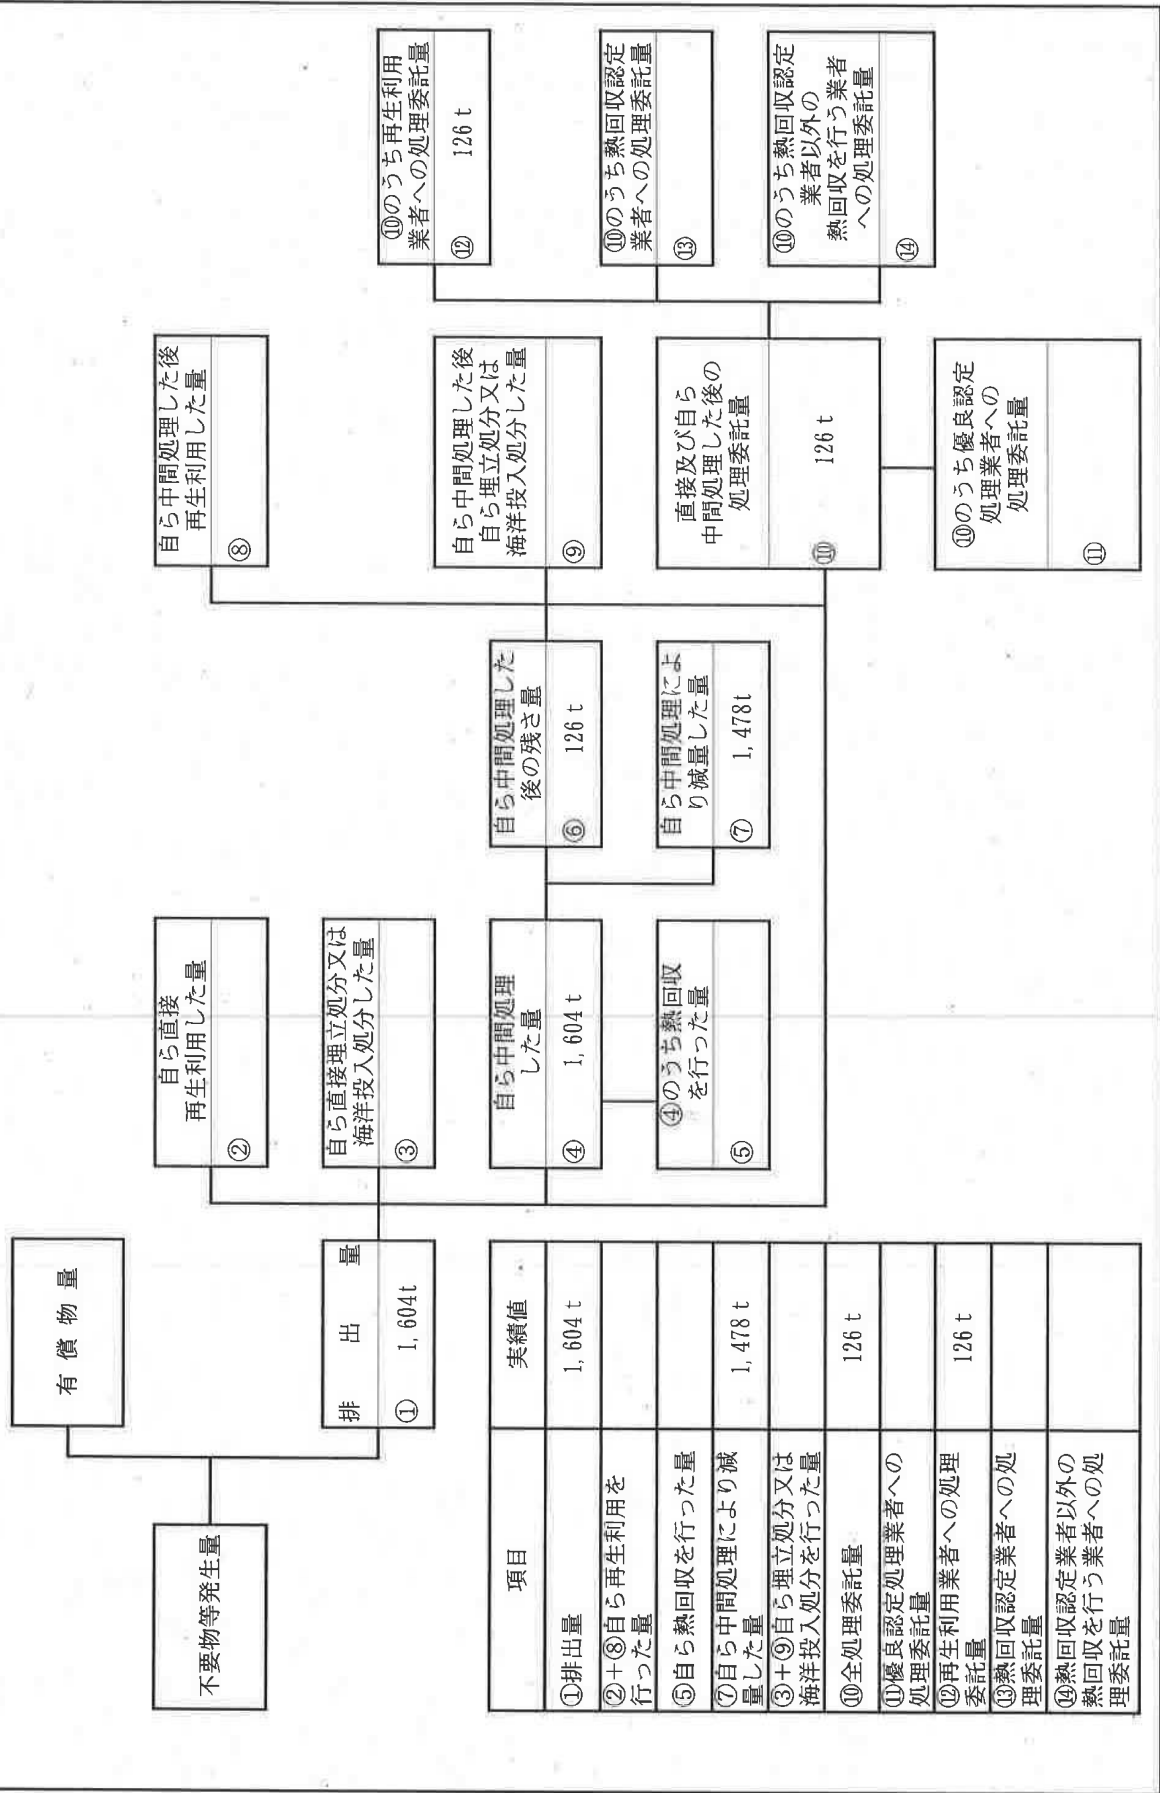 不要物等発生量
有償物量
排出量
① 1,604t
自ら直接
再生利用した量
②
自ら直接埋立処分又は
海洋投入処分した量
③
自ら中間処理
した量
④ 1,604t
④のうち熱回収
を行った量
⑤
自ら中間処理した
後の残さ量
⑥ 126t
自ら中間処理によ
り減量した量
⑦ 1,478t
自ら中間処理した後
再生利用した量
⑧
自ら中間処理した後
自ら埋立処分又は
海洋投入処分した量
⑨
直接及び自ら
中間処理した後の
処理委託量
⑩ 126t
⑩のうち優良認定
処理業者への
処理委託量
⑪
⑩のうち再生利用
業者への処理委託量
⑫ 126t
⑩のうち熱回収認定
業者への処理委託量
⑬
⑩のうち熱回収認定
業者以外の
熱回収を行う業者
への処理委託量
⑭
項目 実績値
①排出量 1,604t
②+⑧自ら再生利用を
行った量
⑤自ら熱回収を行った量
⑦自ら中間処理により減
量した量 1,478t
③+⑨自ら埋立処分又は
海洋投入処分を行った量
⑩全処理委託量 126t
⑪優良認定処理業者への
処理委託量
⑫再生利用業者への処理
委託量 126t
⑬熱回収認定業者への処
理委託量
⑭熱回収認定業者以外の
熱回収を行う業者への処
理委託量